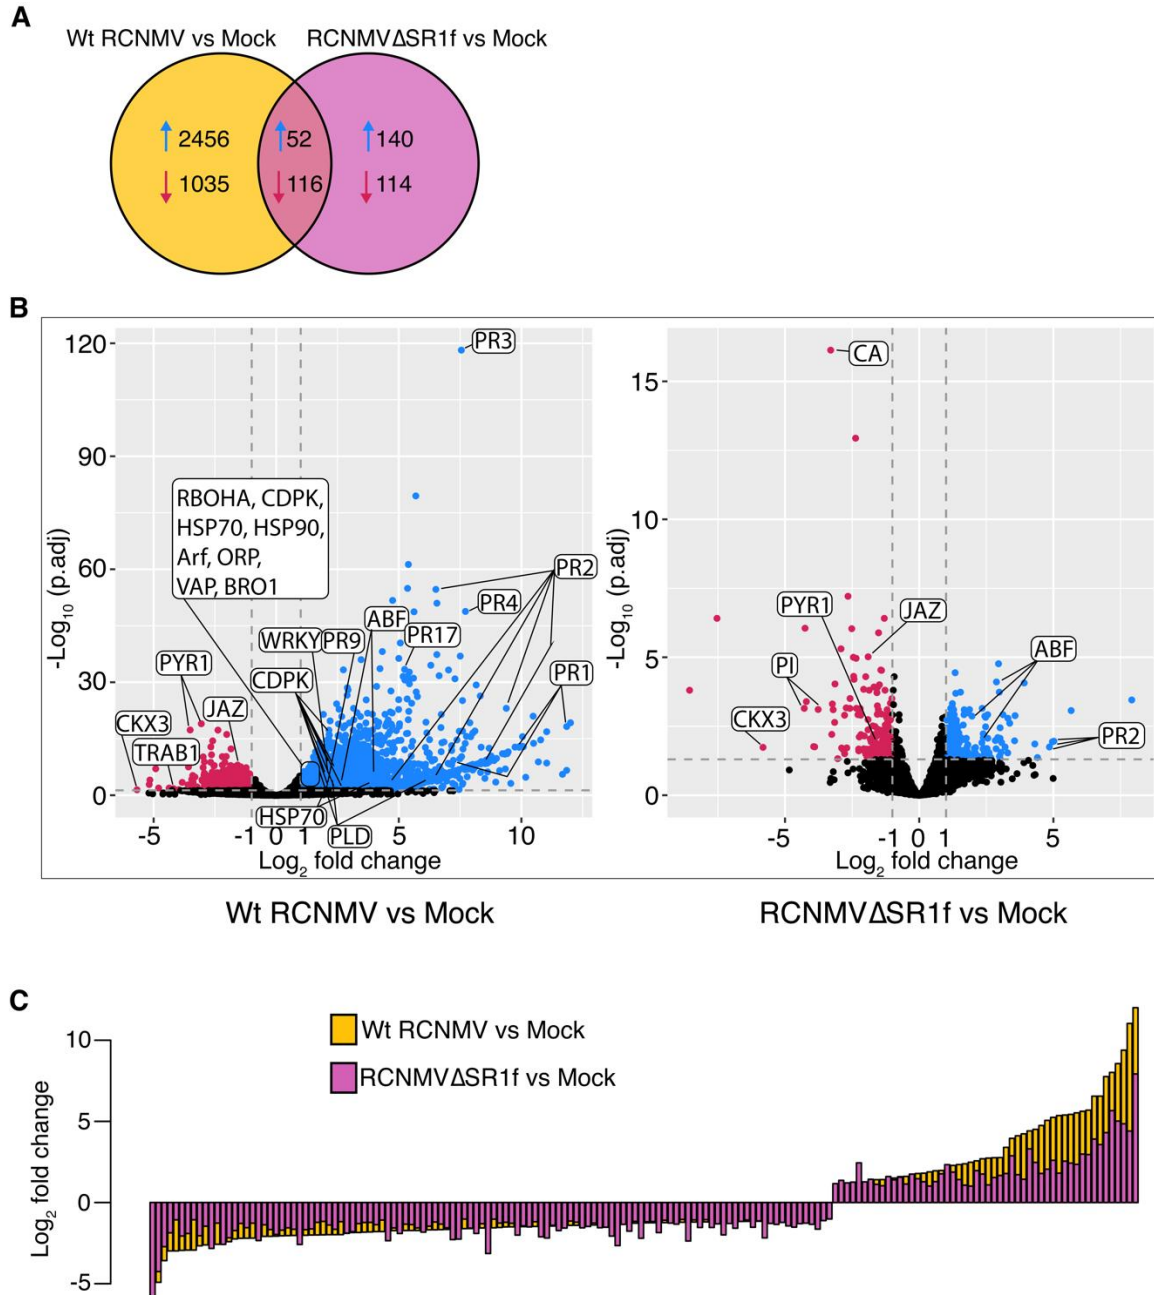 A
Wt RCNMV vs Mock
RCNMVΔSR1f vs Mock
2456
52
140
1035
116
114
B
120
90
60
30
0
-Log10 (p.adj)
PR3
RBOHA, CDPK,
HSP70, HSP90,
Arf, ORP,
VAP, BRO1
PR2
PR4
ABF
WRKY
PR9
PR17
PYR1
CDPK
PR1
JAZ
CKX3
TRAB1
HSP70
PLD
-5
-1
0
1
5
10
Log2 fold change
Wt RCNMV vs Mock
15
10
5
0
-Log10 (p.adj)
CA
PYR1
JAZ
PI
ABF
CKX3
PR2
-5
-1
0
1
5
Log2 fold change
RCNMVΔSR1f vs Mock
C
10
5
0
-5
Log2 fold change
Wt RCNMV vs Mock
RCNMVΔSR1f vs Mock